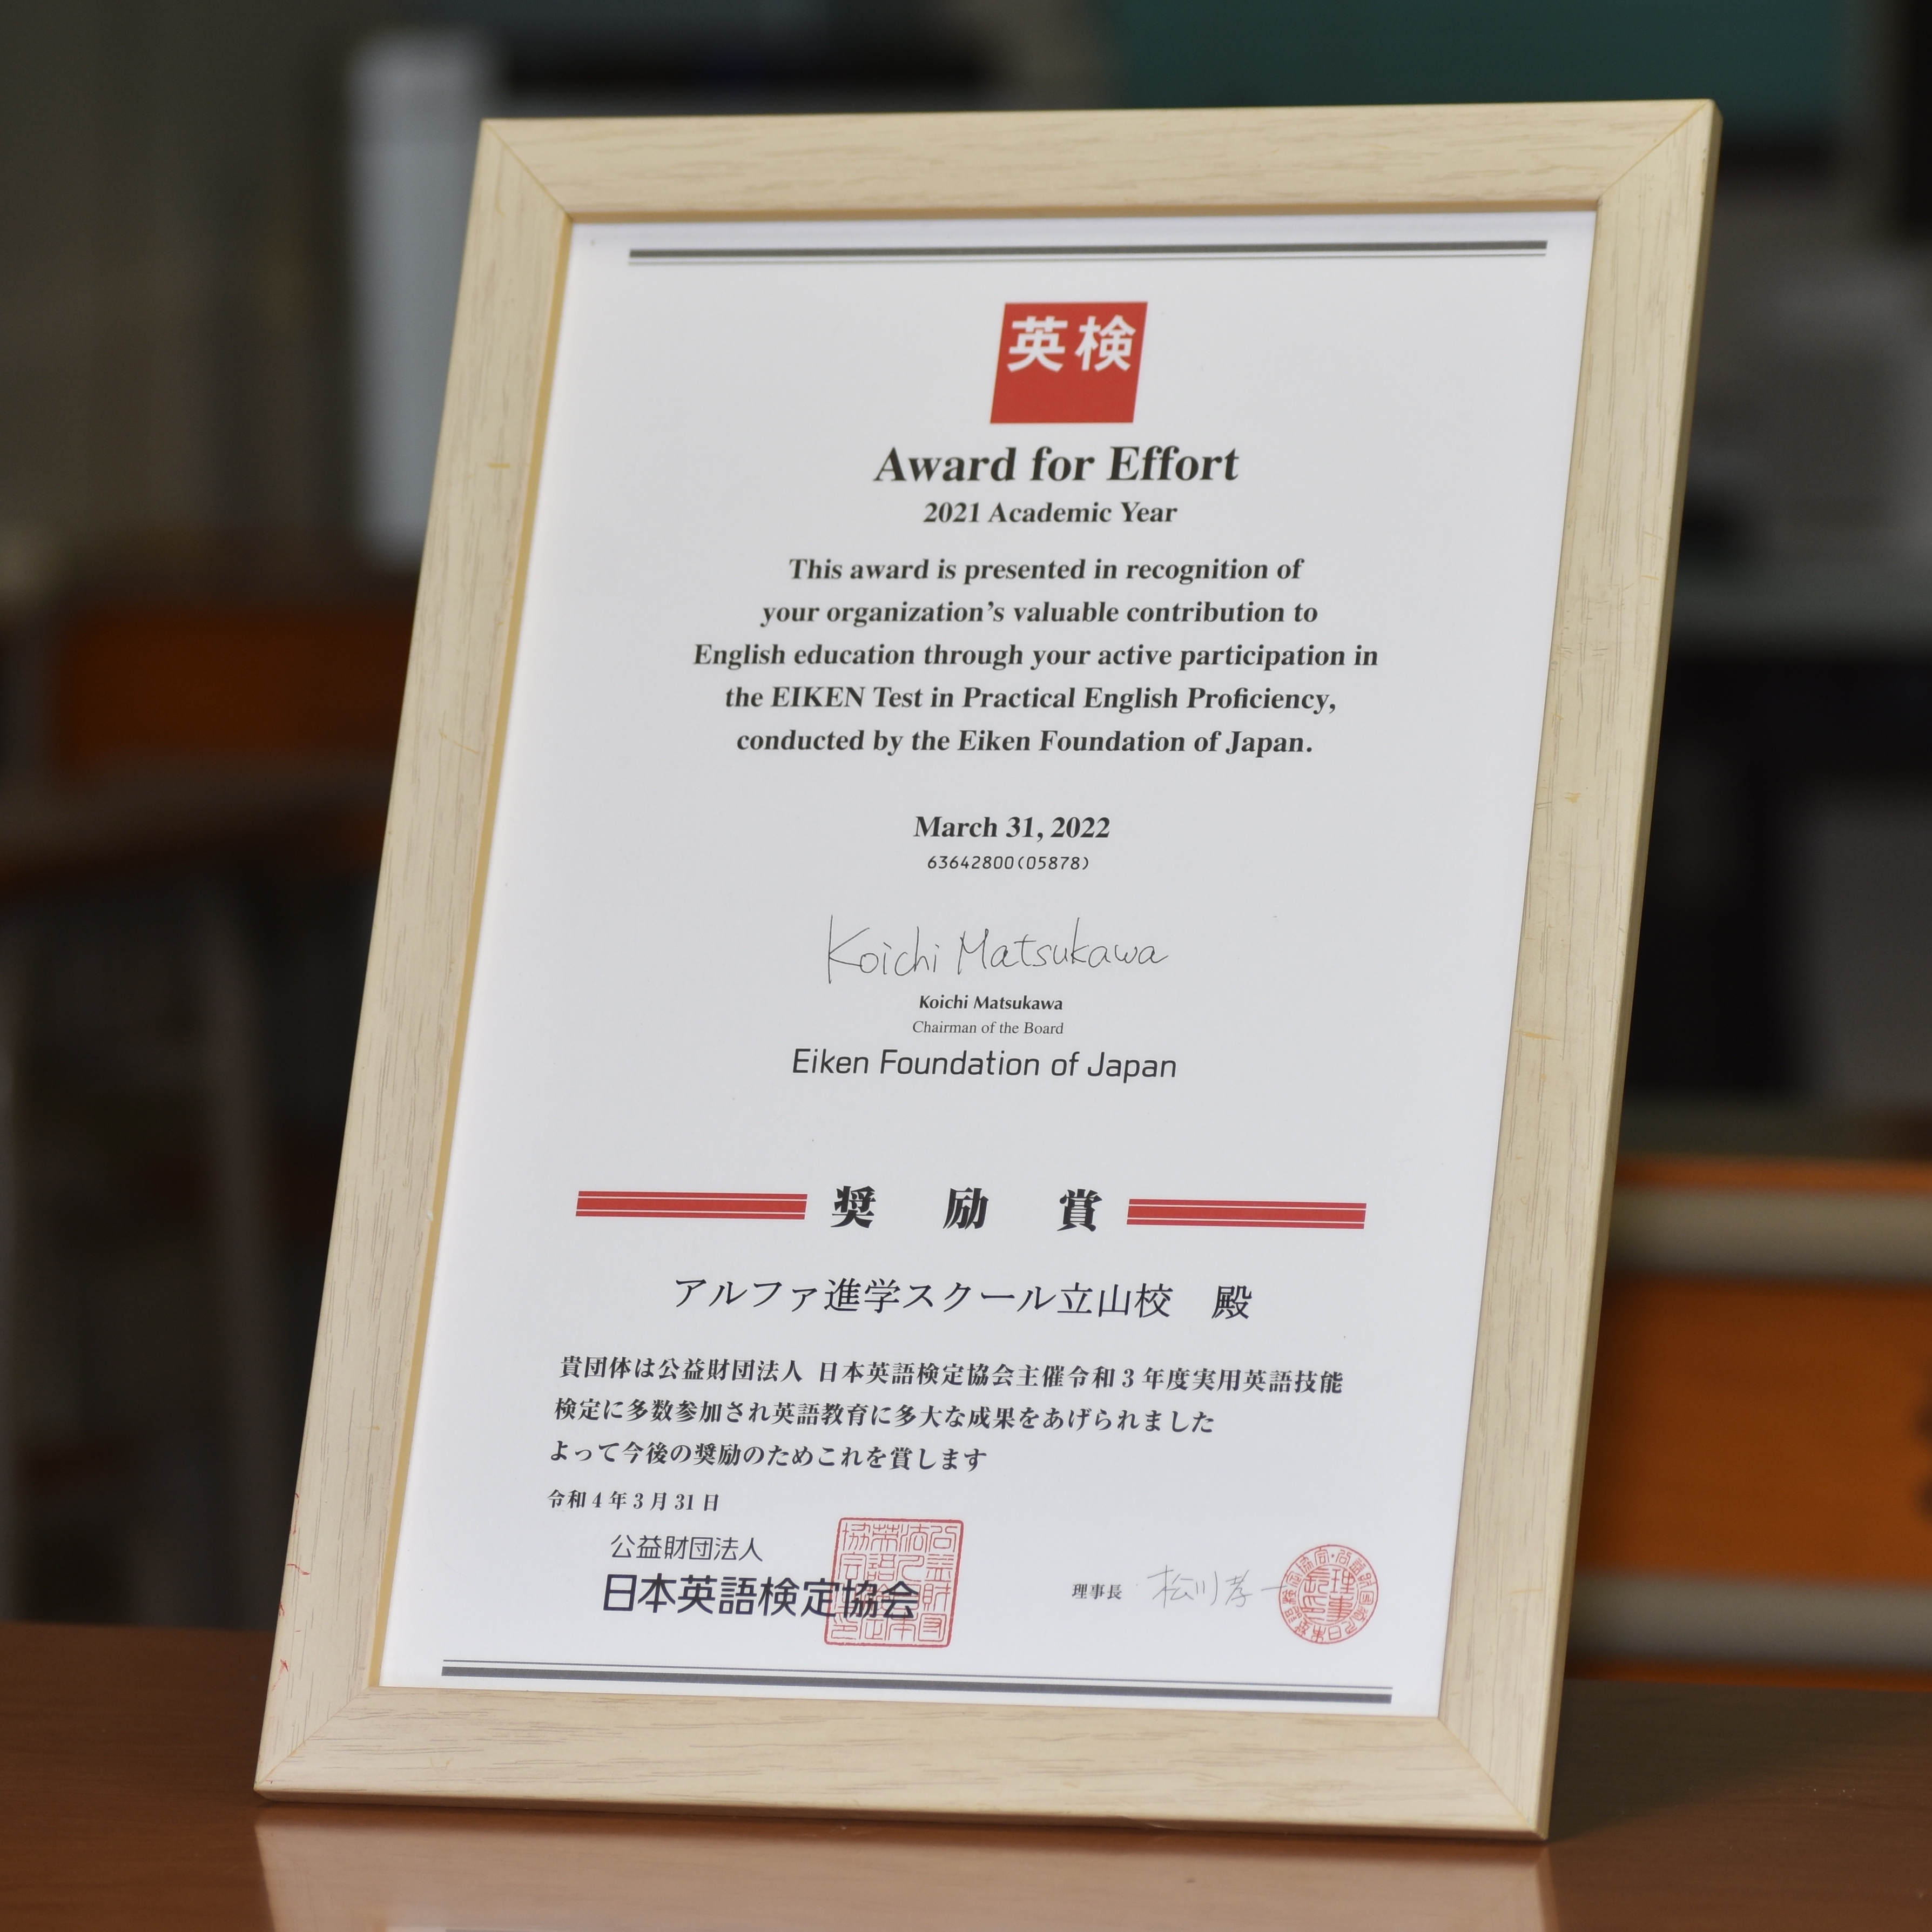 英検
Award for Effort
2021 Academic Year
This award is presented in recognition of
your organization's valuable contribution to
English education through your active participation in
the EIKEN Test in Practical English Proficiency,
conducted by the Eiken Foundation of Japan.
March 31, 2022
63642800(05878)
Koichi Matsukawa
Koichi Matsukawa
Chairman of the Board
Eiken Foundation of Japan
奨 励 賞
アルファ進学スクール立山校 殿
貴団体は公益財団法人 日本英語検定協会主催令和3年度実用英語技能
検定に多数参加され英語教育に多大な成果をあげられました
よって今後の奨励のためこれを賞します
令和4年3月31日
公益財団法人
日本英語検定協会
理事長 松川孝一